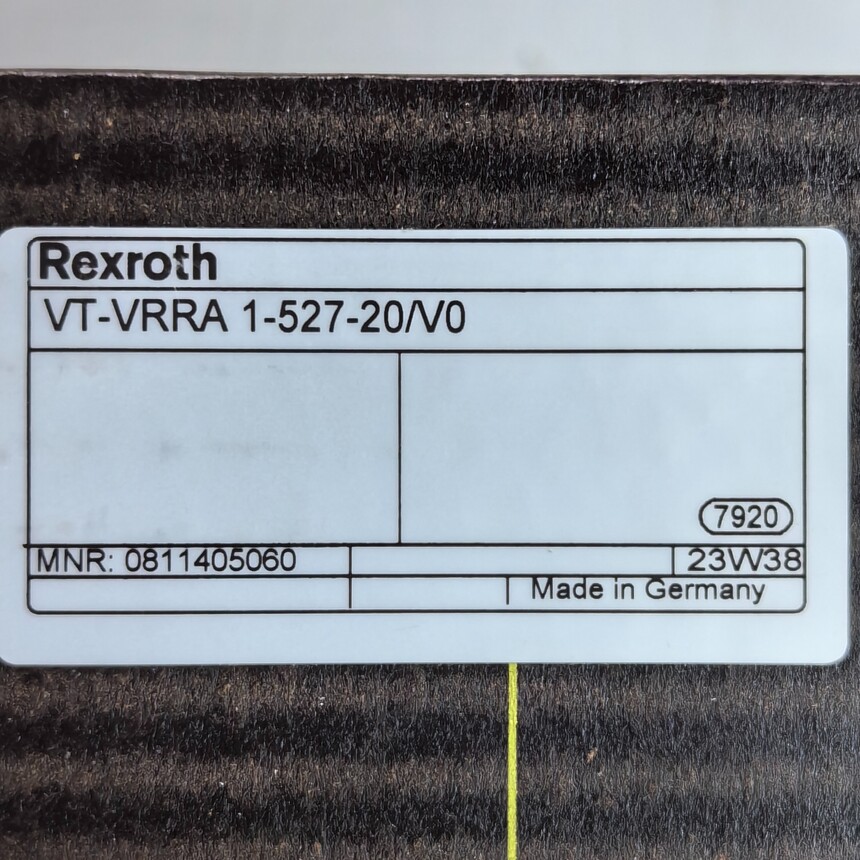 Rexroth
VT-VRRA 1-527-20/V0
7920
MNR: 0811405060 23W38
Made in Germany